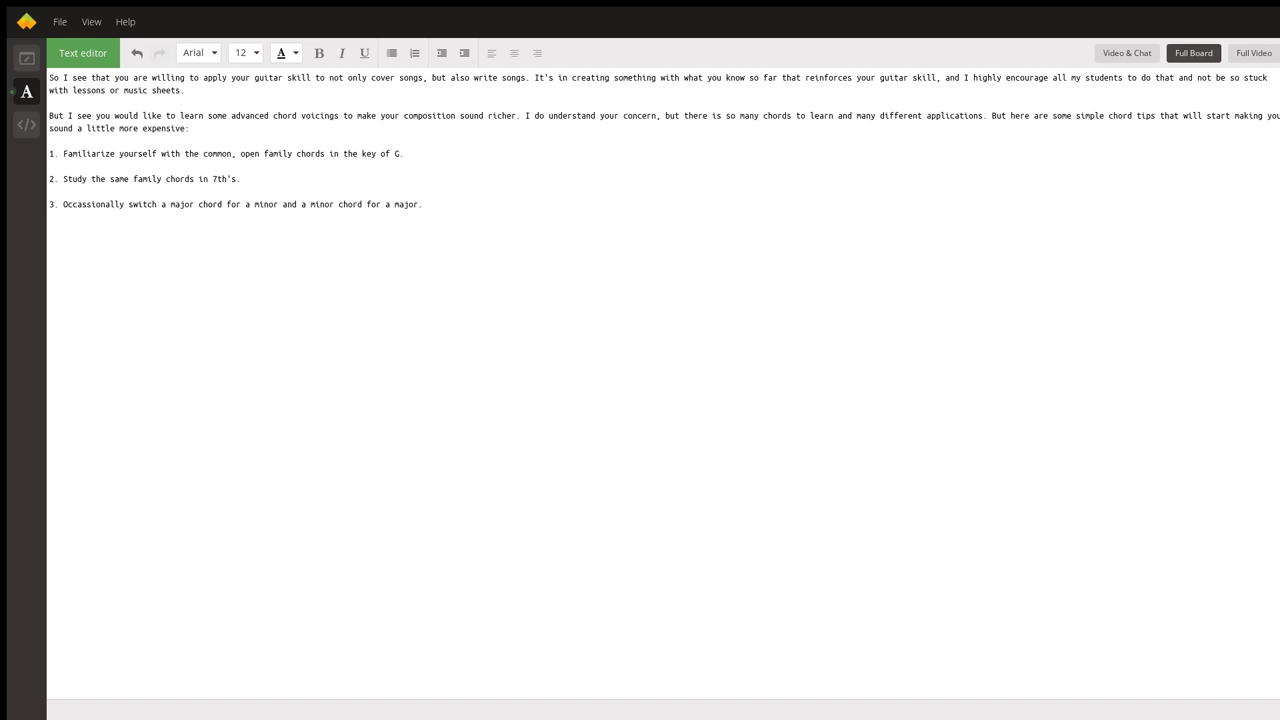 File View Help
Text editor Arial 12 A B I U Video & Chat Full Board Full Video
So I see that you are willing to apply your guitar skill to not only cover songs, but also write songs. It's in creating something with what you know so far that reinforces your guitar skill, and I highly encourage all my students to do that and not be so stuck
with lessons or music sheets.
But I see you would like to learn some advanced chord voicings to make your composition sound richer. I do understand your concern, but there is so many chords to learn and many different applications. But here are some simple chord tips that will start making you
sound a little more expensive:
A
</>
1. Familiarize yourself with the common, open family chords in the key of G.
2. Study the same family chords in 7th's.
3. Occassionally switch a major chord for a minor and a minor chord for a major.